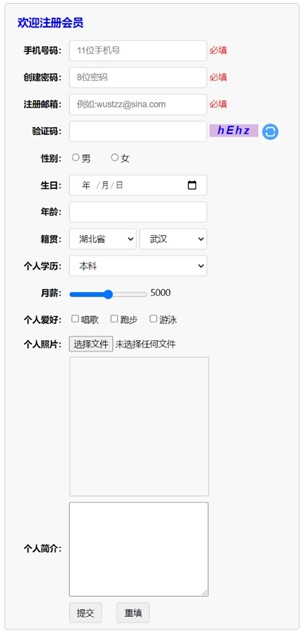 欢迎注册会员
手机号码： 11位手机号 必填
创建密码： 8位密码 必填
注册邮箱： 例如:wustzz@sina.com 必填
验证码： hEhz
性别： 男 女
生日： 年 /月/日
年龄：
籍贯： 湖北省 武汉
个人学历： 本科
月薪： 5000
个人爱好： 唱歌 跑步 游泳
个人照片： 选择文件 未选择任何文件
个人简介：
提交 重填